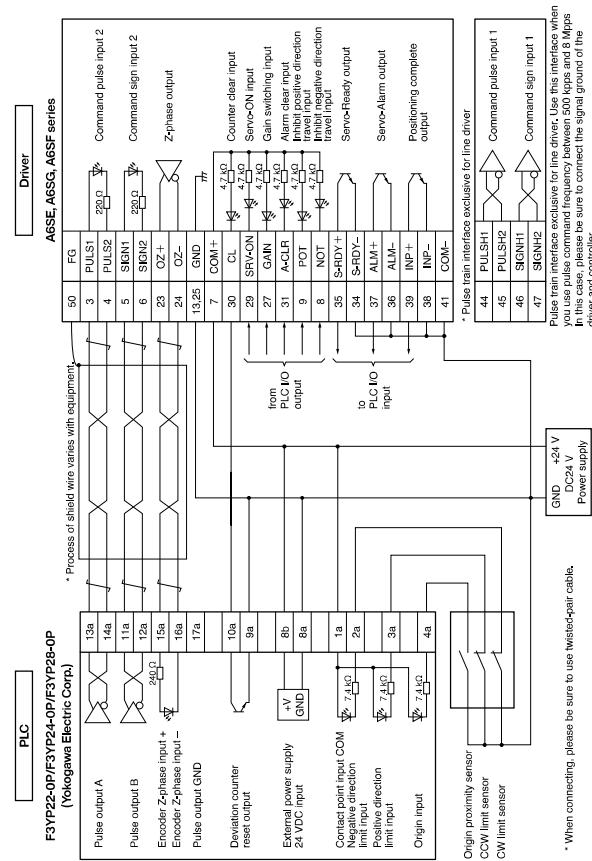 PLC
F3YP22-0P/F3YP24-0P/F3YP28-0P
(Yokogawa Electric Corp.)
Pulse output A
13a
14a
Pulse output B
11a
12a
Encoder Z-phase input +
Encoder Z-phase input −
240 Ω
15a
16a
Pulse output GND
17a
Deviation counter
reset output
10a
9a
External power supply
24 VDC input
+V
GND
8b
8a
Contact point input COM
Negative direction
limit input
7,4 kΩ
1a
2a
Positive direction
limit input
7,4 kΩ
3a
Origin input
7,4 kΩ
4a
Origin proximity sensor
CCW limit sensor
CW limit sensor
* When connecting, please be sure to use twisted-pair cable.
* Process of shield wire varies with equipment.
from
PLC I/O
output
to
PLC I/O
input
GND +24 V
DC24 V
Power supply
Driver
A6SE, A6SG, A6SF series
50 FG
3 PULS1
4 PULS2
220 Ω
Command pulse input 2
5 SIGN1
6 SIGN2
220 Ω
Command sign input 2
23 OZ+
24 OZ−
Z-phase output
13,25 GND
7 COM+
30 CL
4.7 kΩ
Counter clear input
29 SRV-ON
4.7 kΩ
Servo-ON input
27 GAIN
4.7 kΩ
Gain switching input
31 A-CLR
4.7 kΩ
Alarm clear input
9 POT
4.7 kΩ
Inhibit positive direction
travel input
8 NOT
4.7 kΩ
Inhibit negative direction
travel input
35 S-RDY+
34 S-RDY−
Servo-Ready output
37 ALM+
36 ALM−
Servo-Alarm output
39 INP+
38 INP−
Positioning complete
output
41 COM−
* Pulse train interface exclusive for line driver
44 PULSH1
45 PULSH2
Command pulse input 1
46 SIGNH1
47 SIGNH2
Command sign input 1
Pulse train interface exclusive for line driver. Use this interface when
you use pulse command frequency between 500 kpps and 8 Mpps
In this case, please be sure to connect the signal ground of the
driver and controller